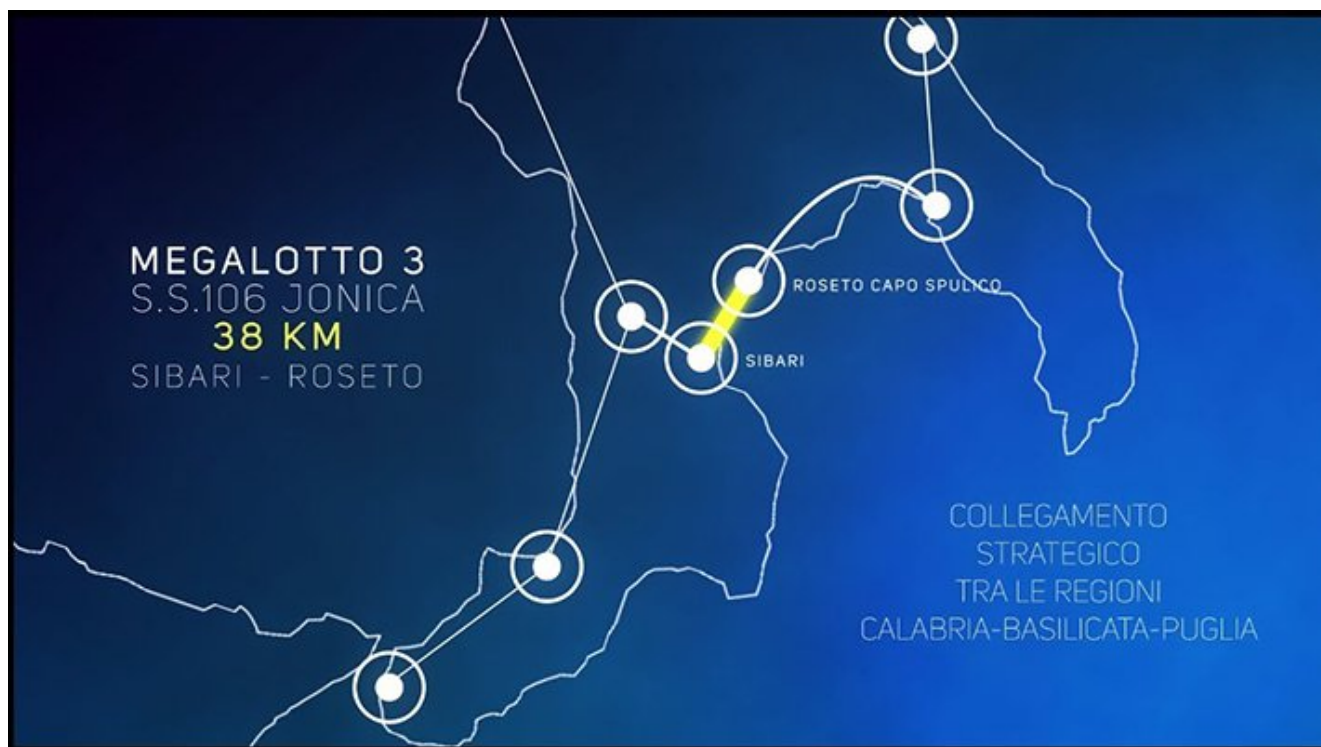 MEGALOTTO 3
S.S.106 JONICA
38 KM
SIBARI - ROSETO
ROSETO CAPO SPULICO
SIBARI
COLLEGAMENTO
STRATEGICO
TRA LE REGIONI
CALABRIA-BASILICATA-PUGLIA